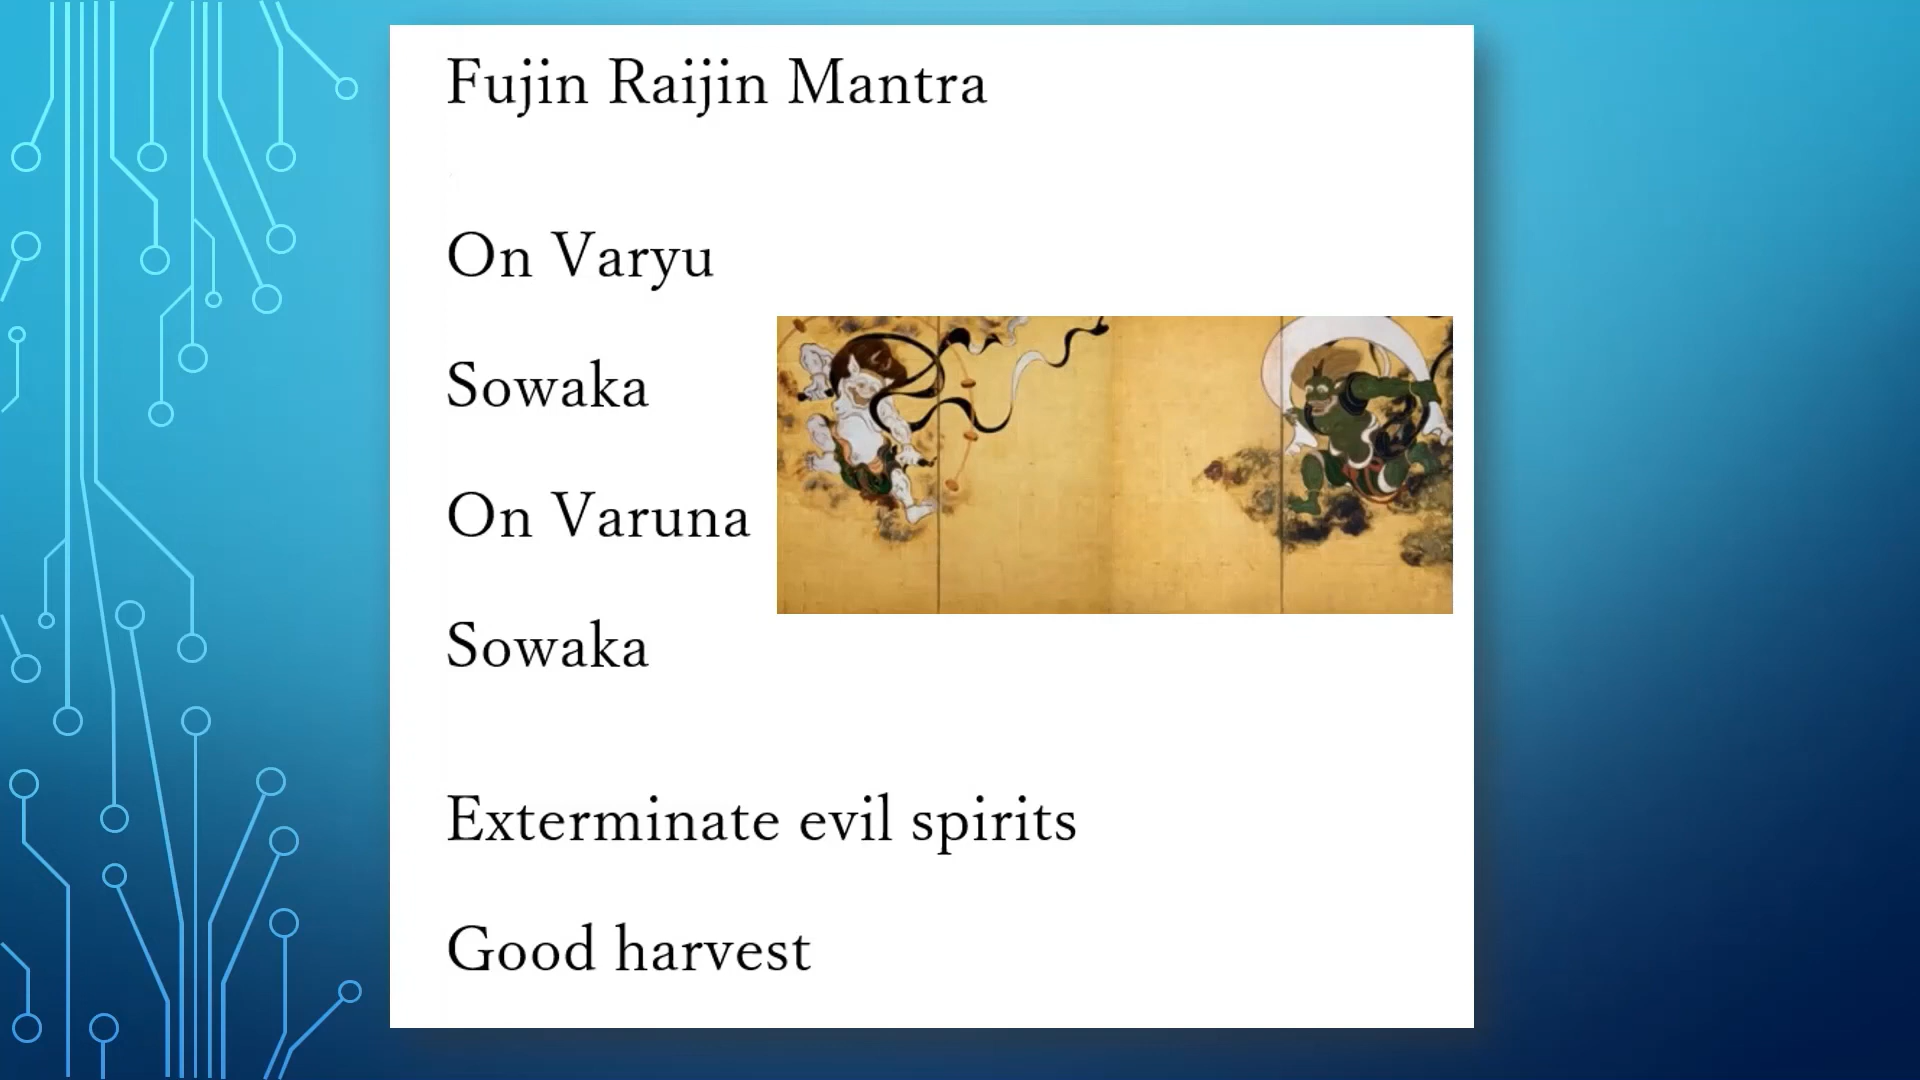 Fujin Raijin Mantra
On Varyu
Sowaka
On Varuna
Sowaka
Exterminate evil spirits
Good harvest